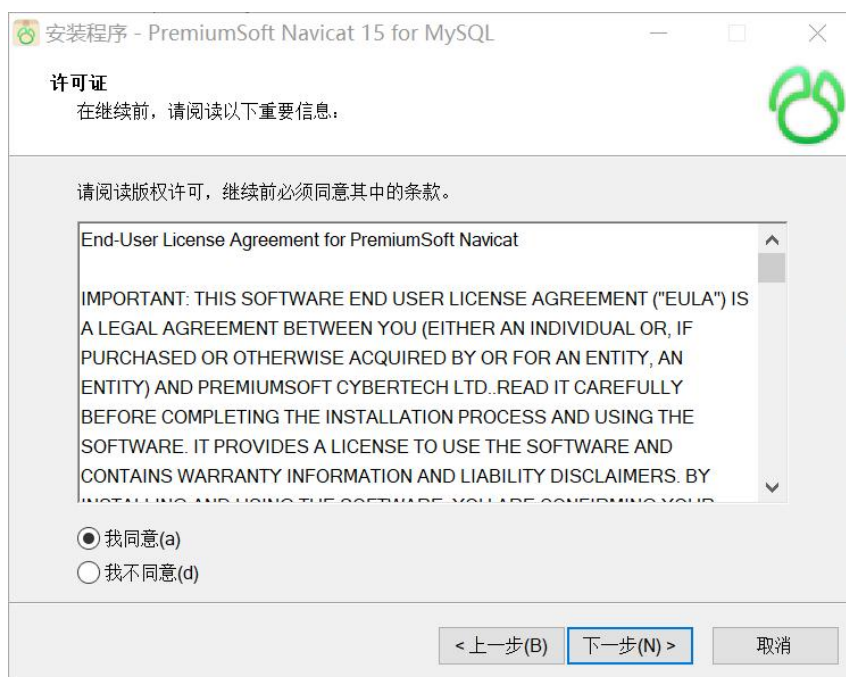 安装程序 - PremiumSoft Navicat 15 for MySQL
许可证
在继续前，请阅读以下重要信息：
请阅读版权许可，继续前必须同意其中的条款。
End-User License Agreement for PremiumSoft Navicat
IMPORTANT: THIS SOFTWARE END USER LICENSE AGREEMENT ("EULA") IS
A LEGAL AGREEMENT BETWEEN YOU (EITHER AN INDIVIDUAL OR, IF
PURCHASED OR OTHERWISE ACQUIRED BY OR FOR AN ENTITY, AN
ENTITY) AND PREMIUMSOFT CYBERTECH LTD..READ IT CAREFULLY
BEFORE COMPLETING THE INSTALLATION PROCESS AND USING THE
SOFTWARE. IT PROVIDES A LICENSE TO USE THE SOFTWARE AND
CONTAINS WARRANTY INFORMATION AND LIABILITY DISCLAIMERS. BY
我同意(a)
我不同意(d)
<上一步(B)
下一步(N) >
取消